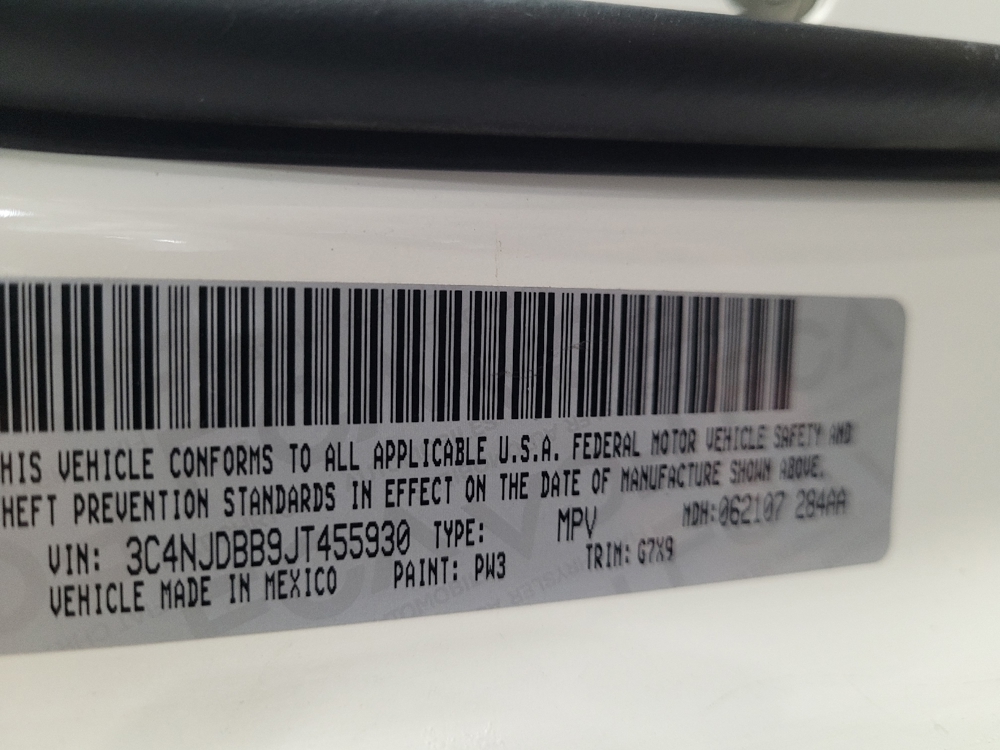 HIS VEHICLE CONFORMS TO ALL APPLICABLE U.S.A. FEDERAL MOTOR VEHICLE SAFETY AND
HEFT PREVENTION STANDARDS IN EFFECT ON THE DATE OF MANUFACTURE SHOWN ABOVE.
VIN: 3C4NJDBB9JT455930 TYPE: MPV MDH:062107 284AA
VEHICLE MADE IN MEXICO PAINT: PW3 TRIM: G7X9